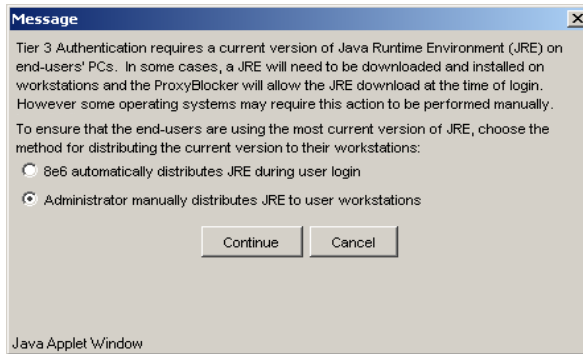 Message
Tier 3 Authentication requires a current version of Java Runtime Environment (JRE) on
end-users' PCs. In some cases, a JRE will need to be downloaded and installed on
workstations and the ProxyBlocker will allow the JRE download at the time of login.
However some operating systems may require this action to be performed manually.
To ensure that the end-users are using the most current version of JRE, choose the
method for distributing the current version to their workstations:
8e6 automatically distributes JRE during user login
Administrator manually distributes JRE to user workstations
Continue Cancel
Java Applet Window